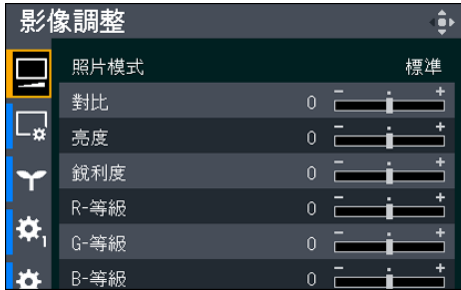 影像調整
照片模式 標準
對比 0 − +
亮度 0 − +
銳利度 0 − +
R-等級 0 − +
G-等級 0 − +
B-等級 0 − +
1